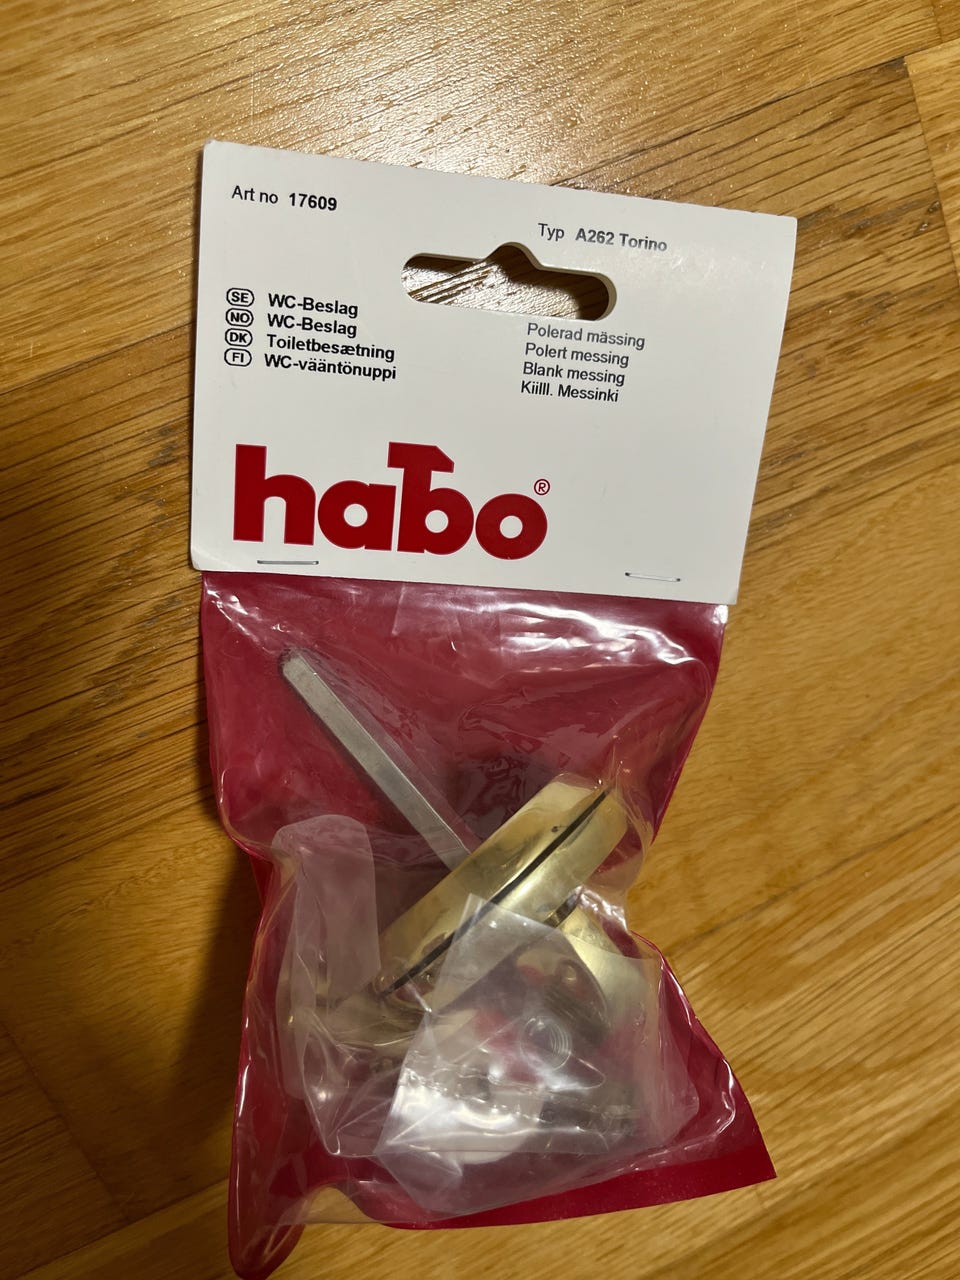 Art no 17609
Typ A262 Torino
SE WC-Beslag
NO WC-Beslag
DK Toiletbesætning
FI WC-vääntönuppi
Polerad mässing
Polert messing
Blank messing
Kiilll. Messinki
habo®